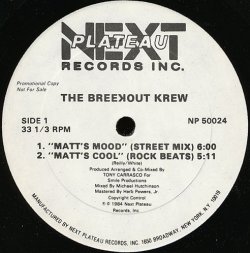 NEXT
PLATEAU
RECORDS INC.
Promotional Copy
Not For Sale
THE BREEKOUT KREW
SIDE 1
NP 50024
33 1/3 RPM
1. "MATT'S MOOD" (STREET MIX) 6:00
2. "MATT'S COOL" (ROCK BEATS) 5:11
(Reilly/White)
Produced Arranged & Co-Mixed By
TONY CARRASCO For
Smile Productions
Mixed By Michael Hutchinson
Mastered By Herb Powers, Jr.
Copyright Control
℗ © 1984 Next Plateau
Records, Inc.
MANUFACTURED BY NEXT PLATEAU RECORDS, INC. 1650 BROADWAY, NEW YORK, N.Y. 10019